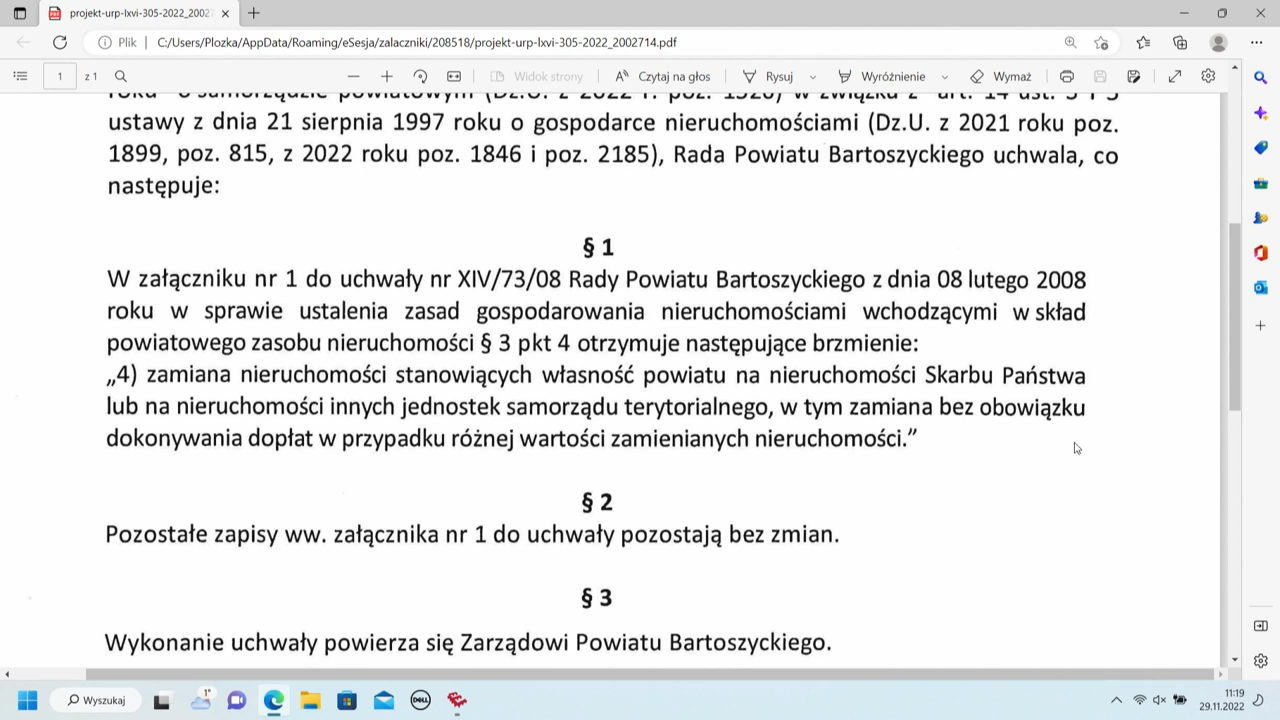 projekt-urp-lxvi-305-2022_2002
Plik
C:/Users/Plozka/AppData/Roaming/eSesja/zalaczniki/208518/projekt-urp-lxvi-305-2022_2002714.pdf
1 z 1
Widok strony
Czytaj na głos
Rysuj
Wyróżnienie
Wymaż
ustawy z dnia 21 sierpnia 1997 roku o gospodarce nieruchomościami (Dz.U. z 2021 roku poz.
1899, poz. 815, z 2022 roku poz. 1846 i poz. 2185), Rada Powiatu Bartoszyckiego uchwala, co
następuje:
§ 1
W załączniku nr 1 do uchwały nr XIV/73/08 Rady Powiatu Bartoszyckiego z dnia 08 lutego 2008
roku w sprawie ustalenia zasad gospodarowania nieruchomościami wchodzącymi w skład
powiatowego zasobu nieruchomości § 3 pkt 4 otrzymuje następujące brzmienie:
„4) zamiana nieruchomości stanowiących własność powiatu na nieruchomości Skarbu Państwa
lub na nieruchomości innych jednostek samorządu terytorialnego, w tym zamiana bez obowiązku
dokonywania dopłat w przypadku różnej wartości zamienianych nieruchomości.”
§ 2
Pozostałe zapisy ww. załącznika nr 1 do uchwały pozostają bez zmian.
§ 3
Wykonanie uchwały powierza się Zarządowi Powiatu Bartoszyckiego.
Wyszukaj
1°
DELL
11:19
29.11.2022